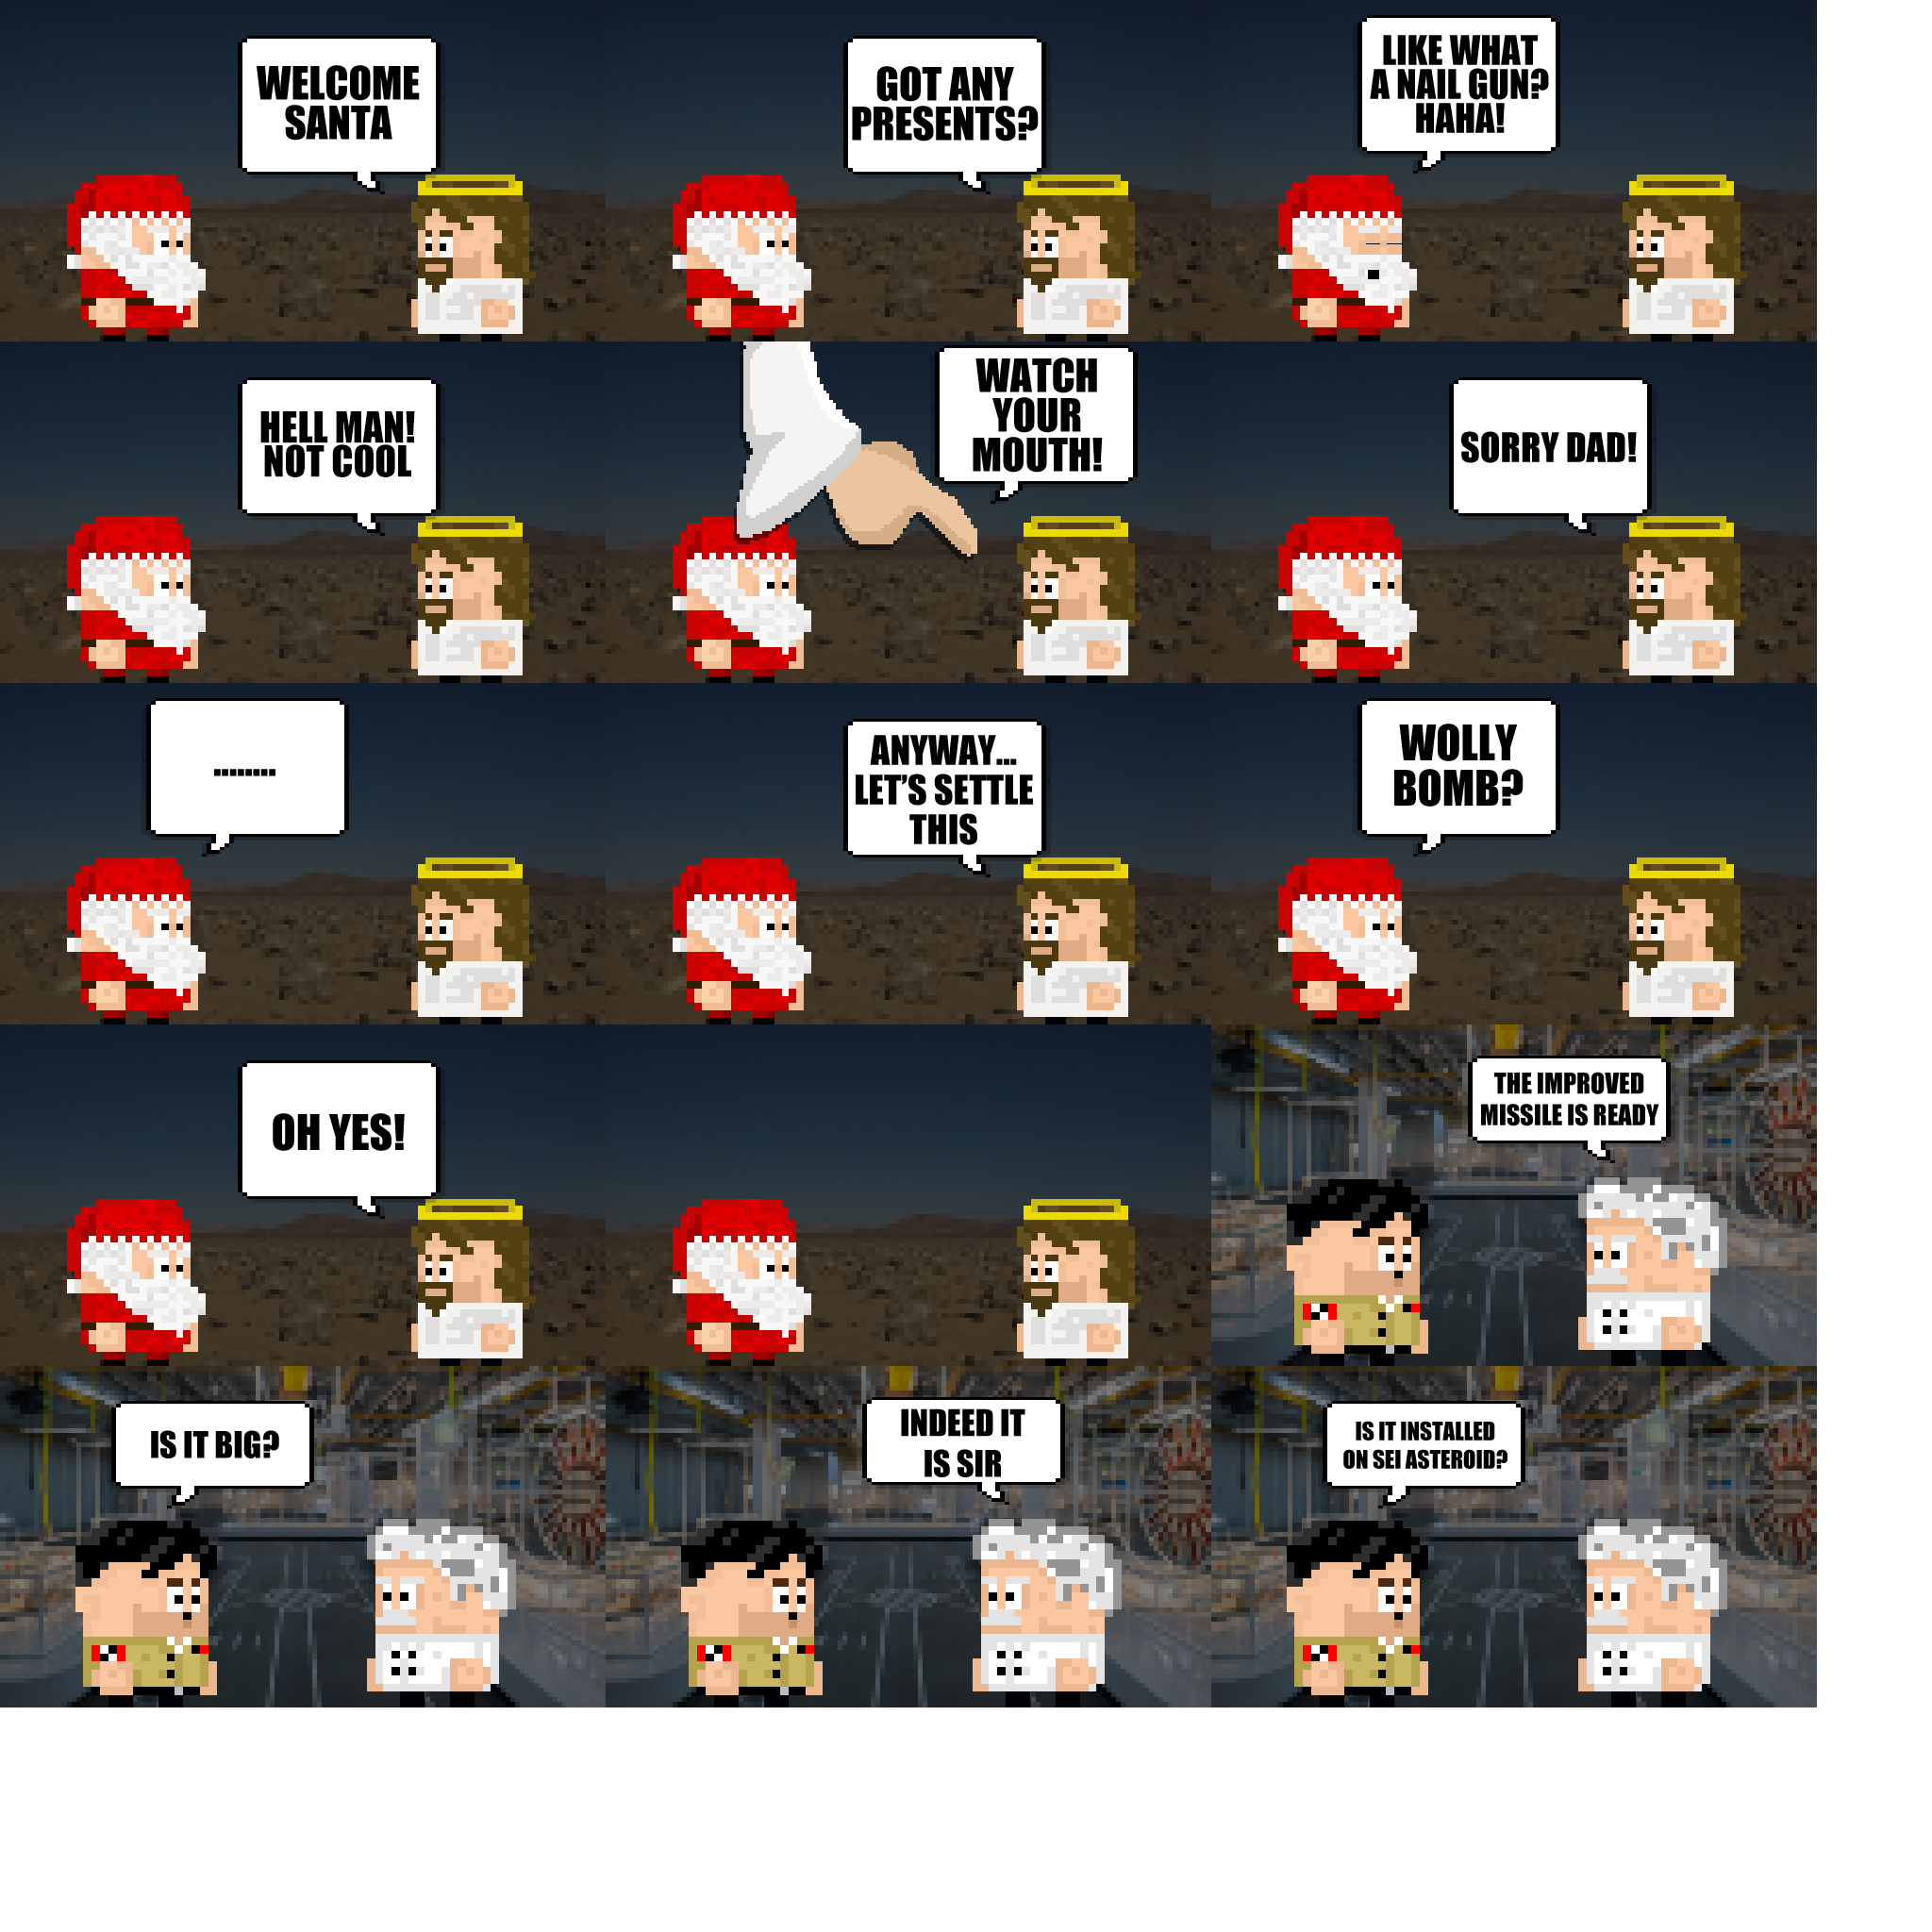 WELCOME
SANTA
GOT ANY
PRESENTS?
LIKE WHAT
A NAIL GUN?
HAHA!
HELL MAN!
NOT COOL
WATCH
YOUR
MOUTH!
SORRY DAD!
........
ANYWAY...
LET'S SETTLE
THIS
WOLLY
BOMB?
OH YES!
THE IMPROVED
MISSILE IS READY
IS IT BIG?
INDEED IT
IS SIR
IS IT INSTALLED
ON SEI ASTEROID?